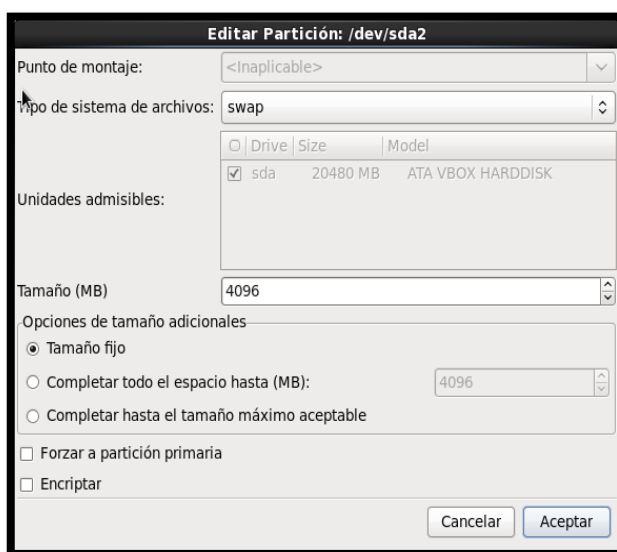 Editar Partición: /dev/sda2
Punto de montaje: <Inaplicable>
Tipo de sistema de archivos: swap
Drive Size Model
sda 20480 MB ATA VBOX HARDDISK
Unidades admisibles:
Tamaño (MB) 4096
Opciones de tamaño adicionales
Tamaño fijo
Completar todo el espacio hasta (MB): 4096
Completar hasta el tamaño máximo aceptable
Forzar a partición primaria
Encriptar
Cancelar Aceptar